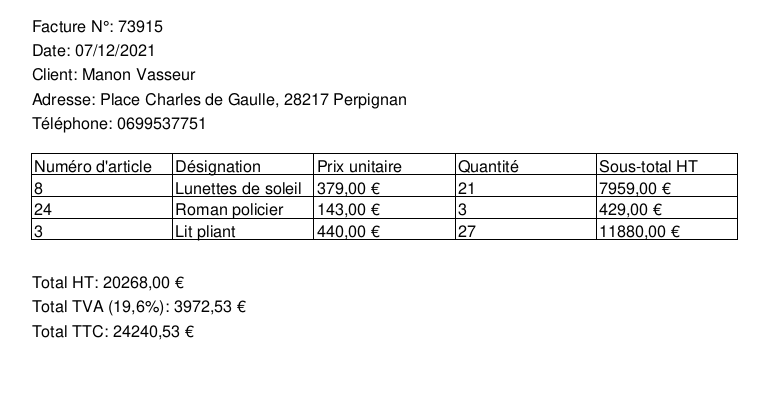 Facture N°: 73915
Date: 07/12/2021
Client: Manon Vasseur
Adresse: Place Charles de Gaulle, 28217 Perpignan
Téléphone: 0699537751
Numéro d'article Désignation Prix unitaire Quantité Sous-total HT
8 Lunettes de soleil 379,00 € 21 7959,00 €
24 Roman policier 143,00 € 3 429,00 €
3 Lit pliant 440,00 € 27 11880,00 €
Total HT: 20268,00 €
Total TVA (19,6%): 3972,53 €
Total TTC: 24240,53 €